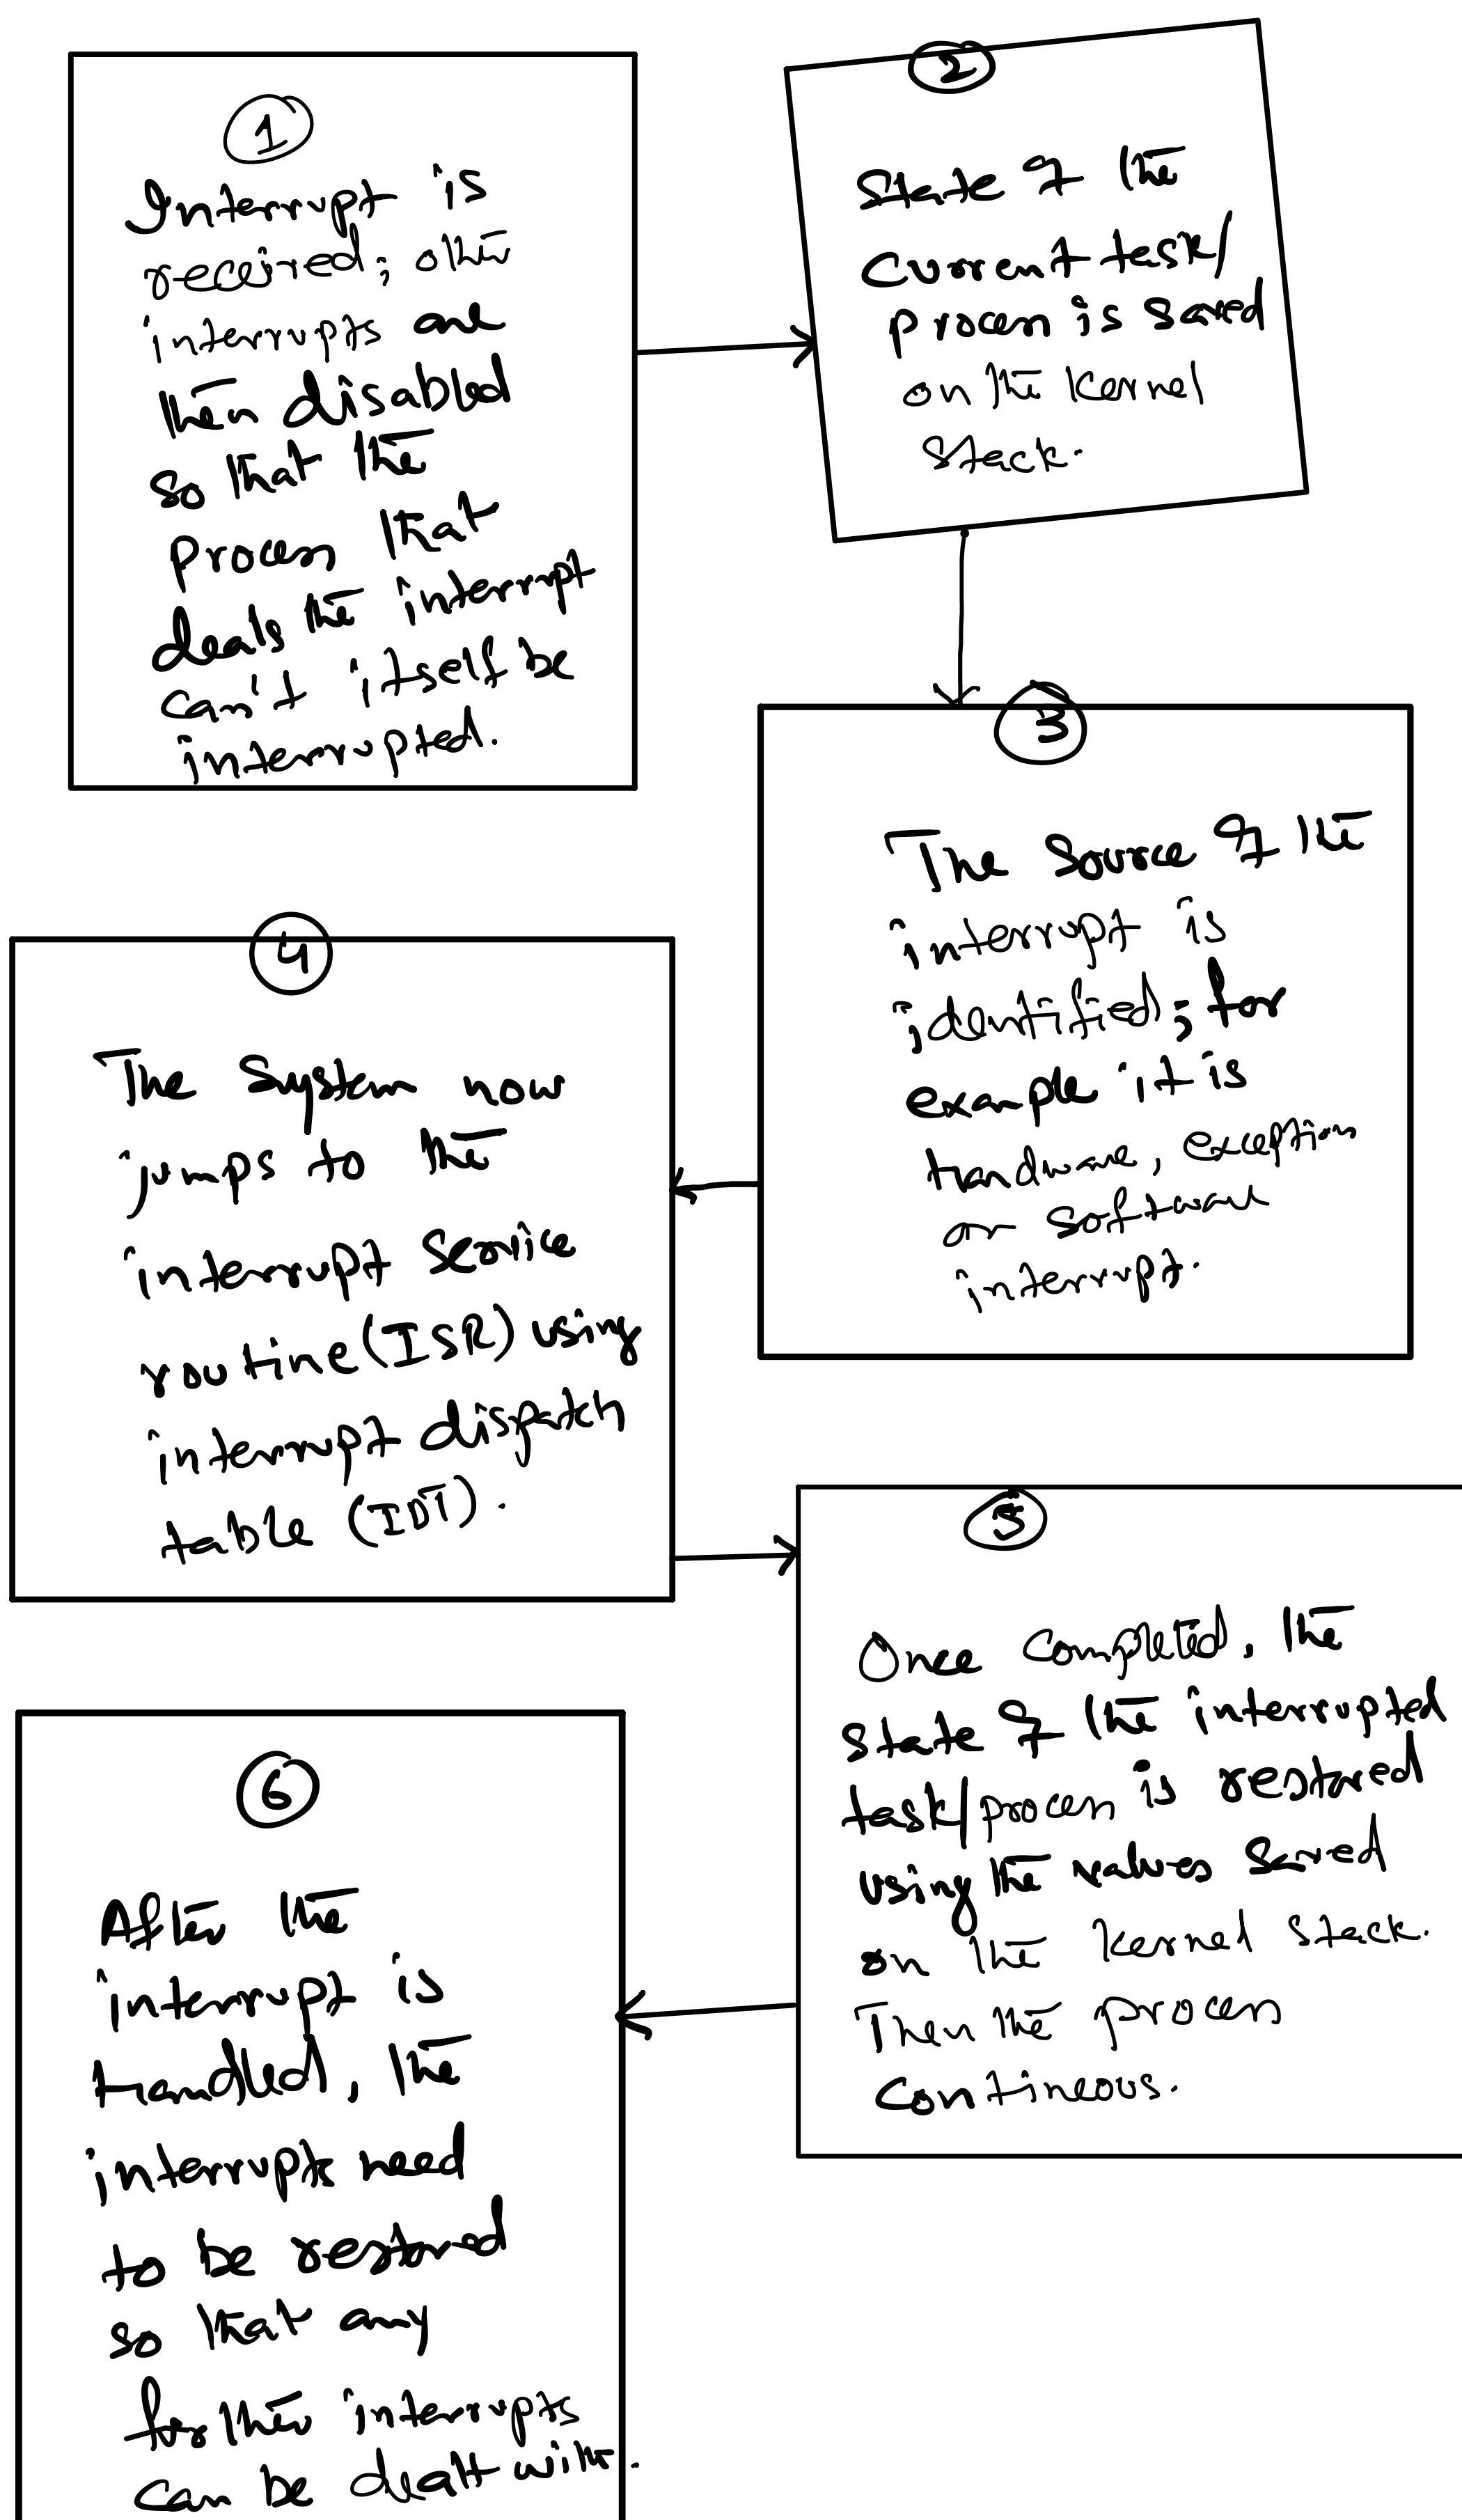 1
Interrupt is
received; other
interrupts are
then disabled
so that the
process that
deals the interrupt
cannot itself be
interrupted.
2
State of the
current task/
process is saved
on the kernel
stack.
3
The source of the
interrupt is
identified; for
example it is
hardware, exception
or software
interrupt.
4
The system now
jumps to the
interrupt service
routine (ISR) using
interrupt dispatch
table (IDT).
5
Once completed, the
state of the interrupted
task/process is restored
using the values saved
on the kernel stack.
Then the process
continues.
6
After the
interrupt is
handled, the
interrupts need
to be restored
so that any
further interrupts
can be dealt with.